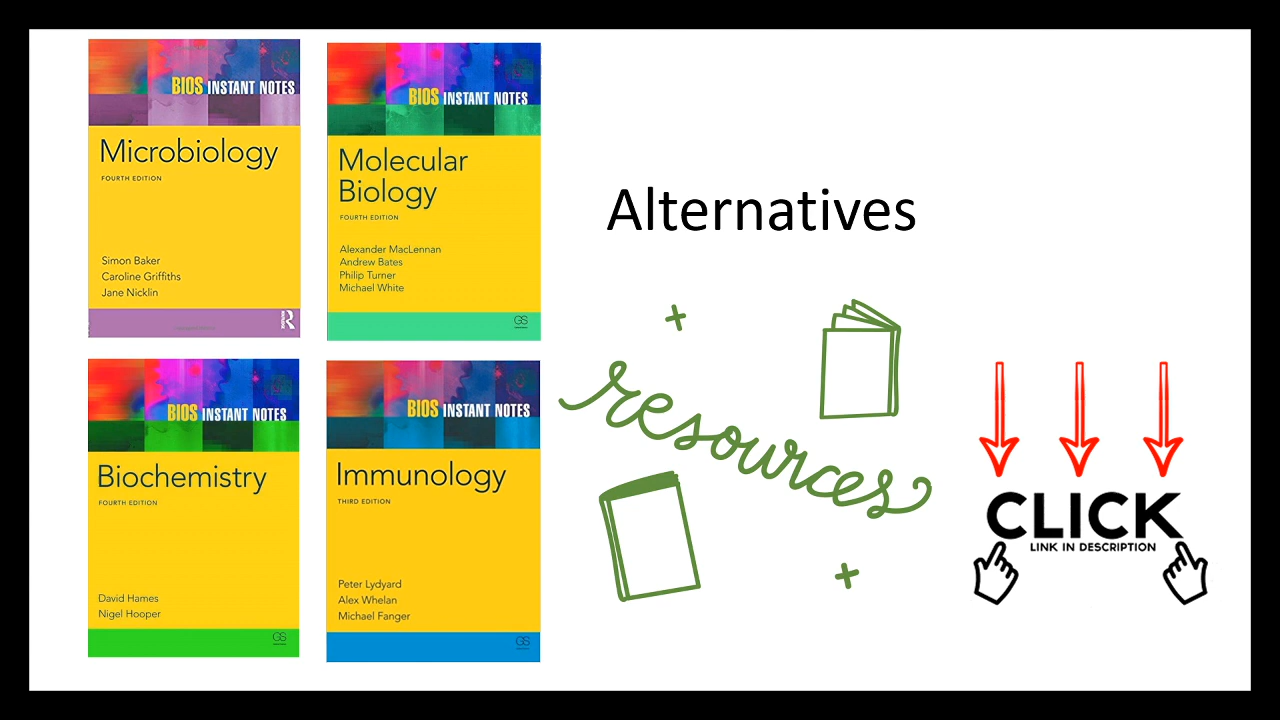 BIOS INSTANT NOTES
Microbiology
FOURTH EDITION
Simon Baker
Caroline Griffiths
Jane Nicklin
R
BIOS INSTANT NOTES
Molecular
Biology
FOURTH EDITION
Alexander MacLennan
Andrew Bates
Philip Turner
Michael White
GS
BIOS INSTANT NOTES
Biochemistry
FOURTH EDITION
David Hames
Nigel Hooper
GS
BIOS INSTANT NOTES
Immunology
THIRD EDITION
Peter Lydyard
Alex Whelan
Michael Fanger
GS
Alternatives
resources
CLICK
LINK IN DESCRIPTION